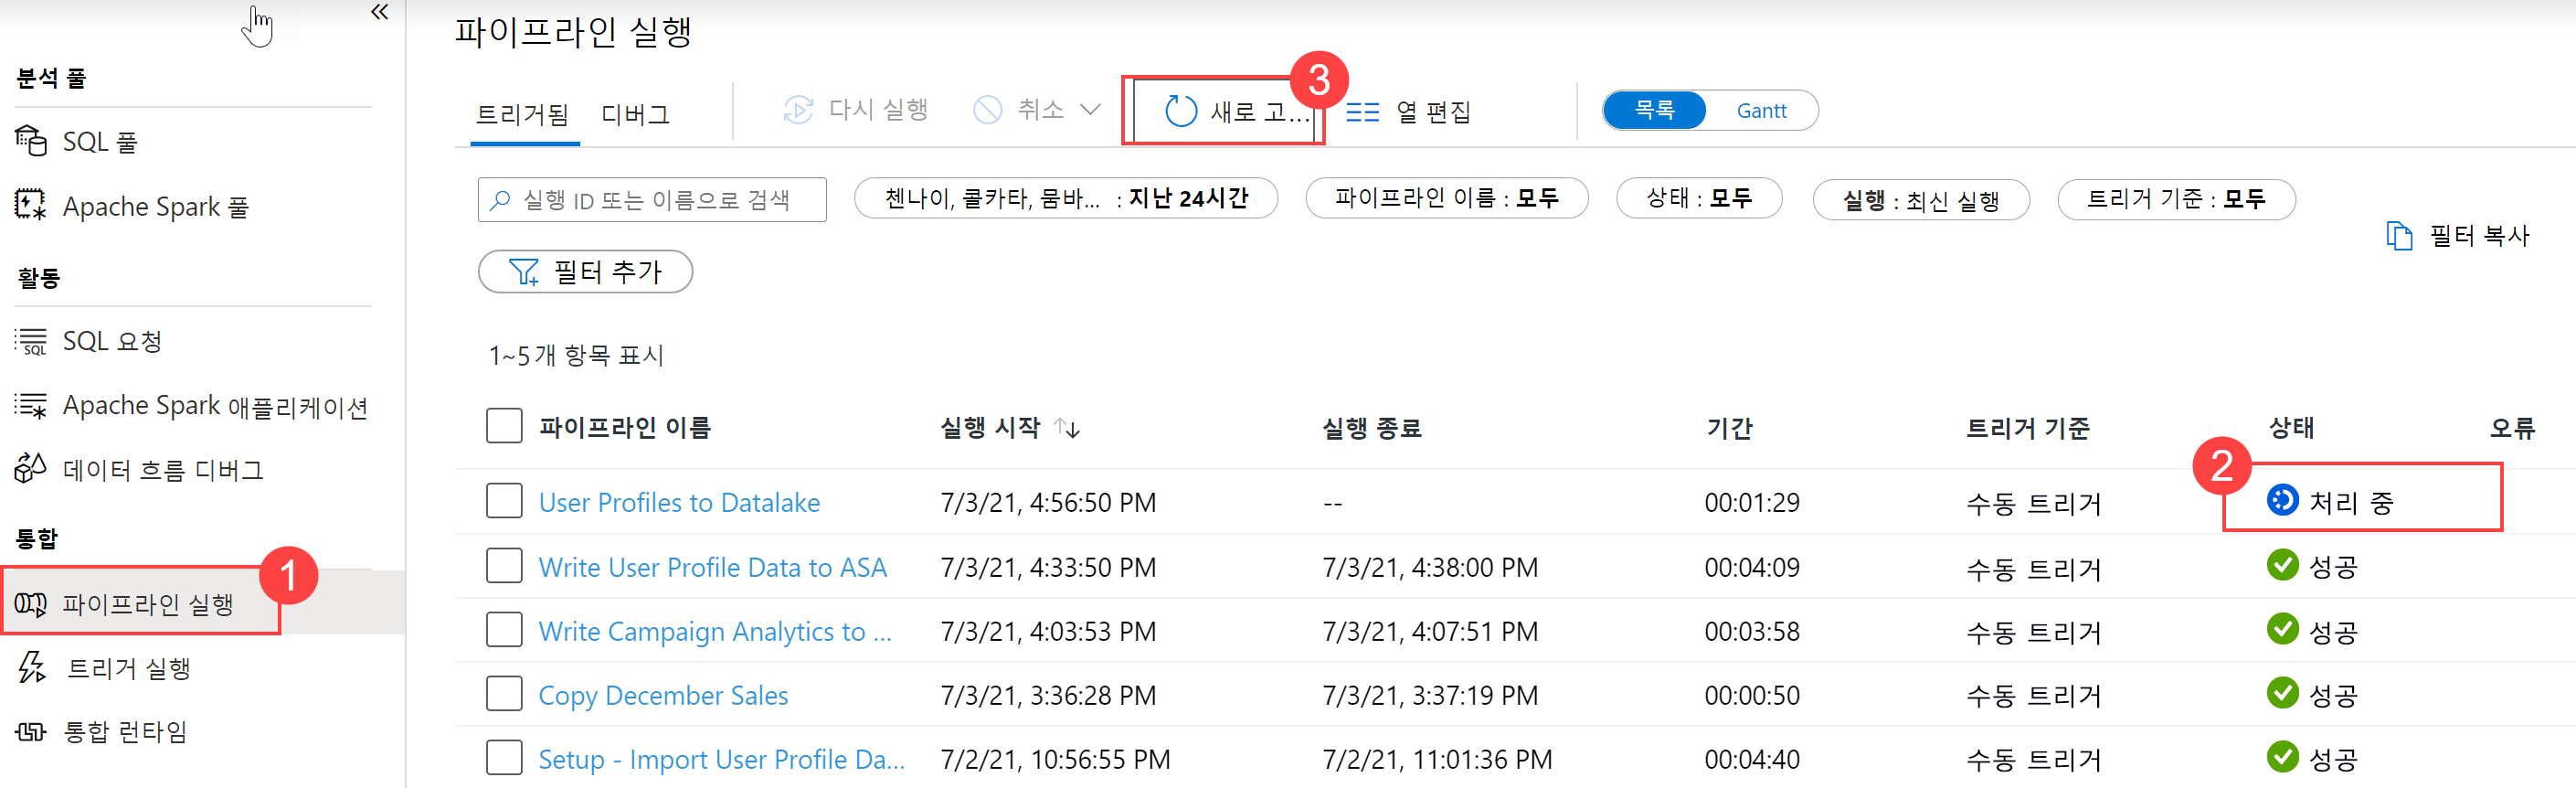 «
분석 풀
SQL 풀
Apache Spark 풀
활동
SQL 요청
Apache Spark 애플리케이션
데이터 흐름 디버그
통합
파이프라인 실행
1
트리거 실행
통합 런타임
파이프라인 실행
트리거됨 디버그 다시 실행 취소 새로 고... 3 열 편집 목록 Gantt
실행 ID 또는 이름으로 검색 첸나이, 콜카타, 뭄바... : 지난 24시간 파이프라인 이름 : 모두 상태 : 모두 실행 : 최신 실행 트리거 기준 : 모두
필터 추가 필터 복사
1~5개 항목 표시
파이프라인 이름 실행 시작 ↑↓ 실행 종료 기간 트리거 기준 상태 오류
User Profiles to Datalake 7/3/21, 4:56:50 PM -- 00:01:29 수동 트리거 2 처리 중
Write User Profile Data to ASA 7/3/21, 4:33:50 PM 7/3/21, 4:38:00 PM 00:04:09 수동 트리거 성공
Write Campaign Analytics to ... 7/3/21, 4:03:53 PM 7/3/21, 4:07:51 PM 00:03:58 수동 트리거 성공
Copy December Sales 7/3/21, 3:36:28 PM 7/3/21, 3:37:19 PM 00:00:50 수동 트리거 성공
Setup - Import User Profile Da... 7/2/21, 10:56:55 PM 7/2/21, 11:01:36 PM 00:04:40 수동 트리거 성공